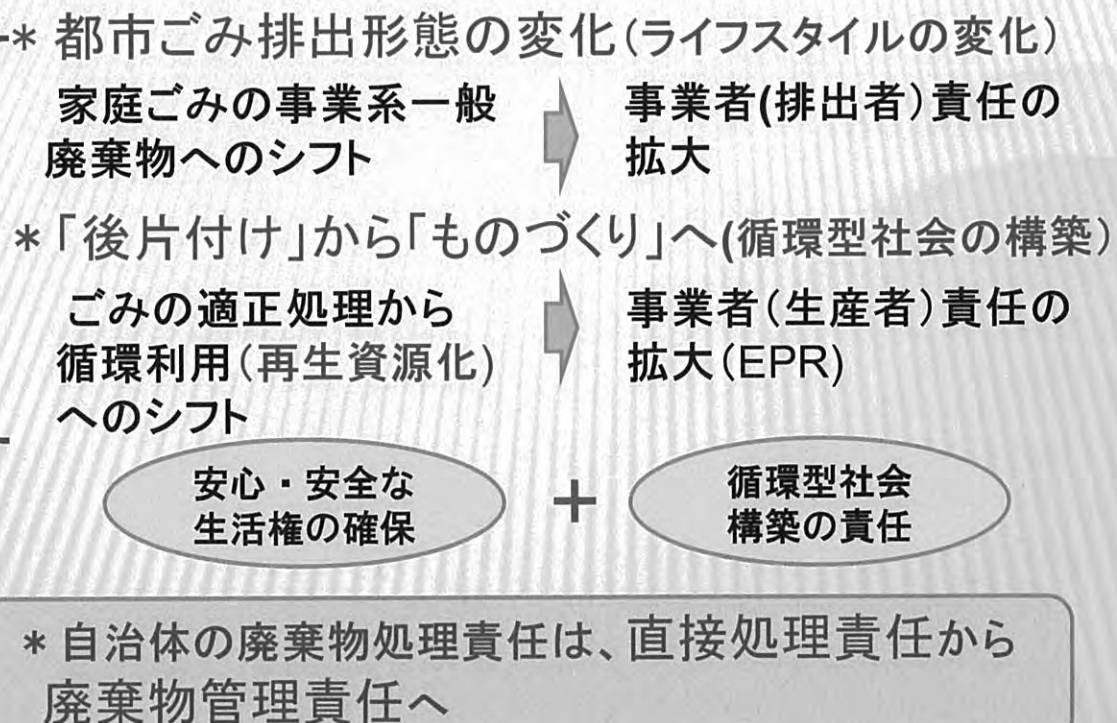 * 都市ごみ排出形態の変化(ライフスタイルの変化)
家庭ごみの事業系一般
廃棄物へのシフト
事業者(排出者)責任の
拡大
*「後片付け」から「ものづくり」へ(循環型社会の構築)
ごみの適正処理から
循環利用(再生資源化)
へのシフト
事業者(生産者)責任の
拡大(EPR)
安心・安全な
生活権の確保
+
循環型社会
構築の責任
* 自治体の廃棄物処理責任は、直接処理責任から
廃棄物管理責任へ